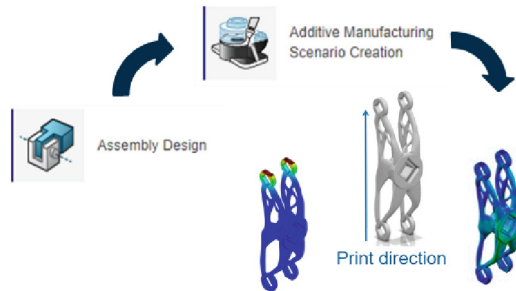 Additive Manufacturing
Scenario Creation
Assembly Design
Print direction